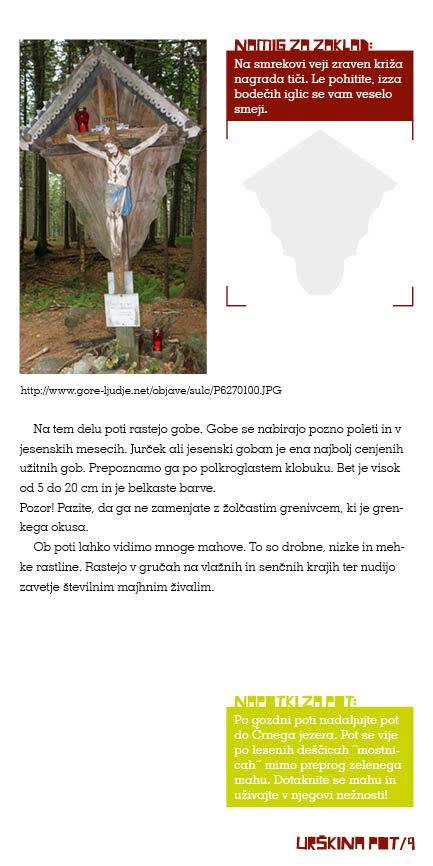 NAMIG ZA ZAKLAD:
Na smrekovi veji zraven križa
nagrada tiči. Le pohitite, izza
bodečih iglic se vam veselo
smeji.
http://www.gore-ljudje.net/objave/sulc/P6270100.JPG
Na tem delu poti rastejo gobe. Gobe se nabirajo pozno poleti in v
jesenskih mesecih. Jurček ali jesenski goban je ena najbolj cenjenih
užitnih gob. Prepoznamo ga po polkroglastem klobuku. Bet je visok
od 5 do 20 cm in je belkaste barve.
Pozor! Pazite, da ga ne zamenjate z žolčastim grenivcem, ki je gren-
kega okusa.
Ob poti lahko vidimo mnoge mahove. To so drobne, nizke in meh-
ke rastline. Rastejo v gručah na vlažnih in senčnih krajih ter nudijo
zavetje številnim majhnim živalim.
NAPOTKI ZA POT:
Po gozdni poti nadaljujte pot
do Črnega jezera. Pot se vije
po lesenih deščicah "mostni-
cah" mimo preprog zelenega
mahu. Dotaknite se mahu in
uživajte v njegovi nežnosti!
URŠKINA POT/9